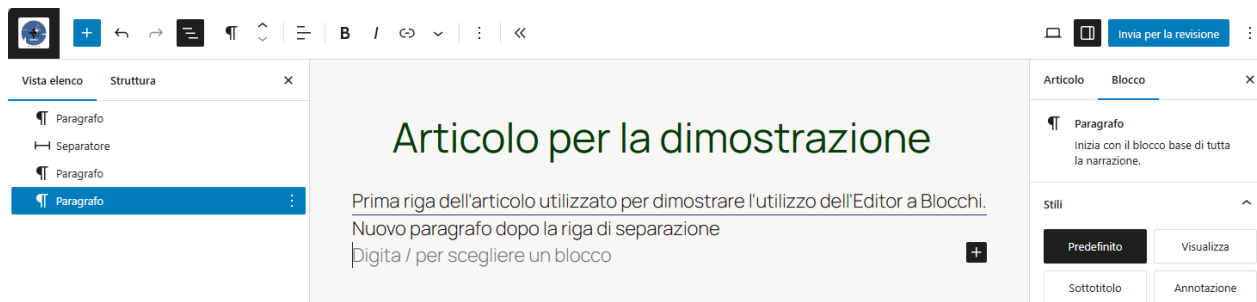 B I
Invia per la revisione
Vista elenco Struttura
Paragrafo
Separatore
Paragrafo
Paragrafo
Articolo per la dimostrazione
Prima riga dell'articolo utilizzato per dimostrare l'utilizzo dell'Editor a Blocchi.
Nuovo paragrafo dopo la riga di separazione
Digita / per scegliere un blocco
Articolo Blocco
Paragrafo
Inizia con il blocco base di tutta
la narrazione.
Stili
Predefinito Visualizza
Sottotitolo Annotazione